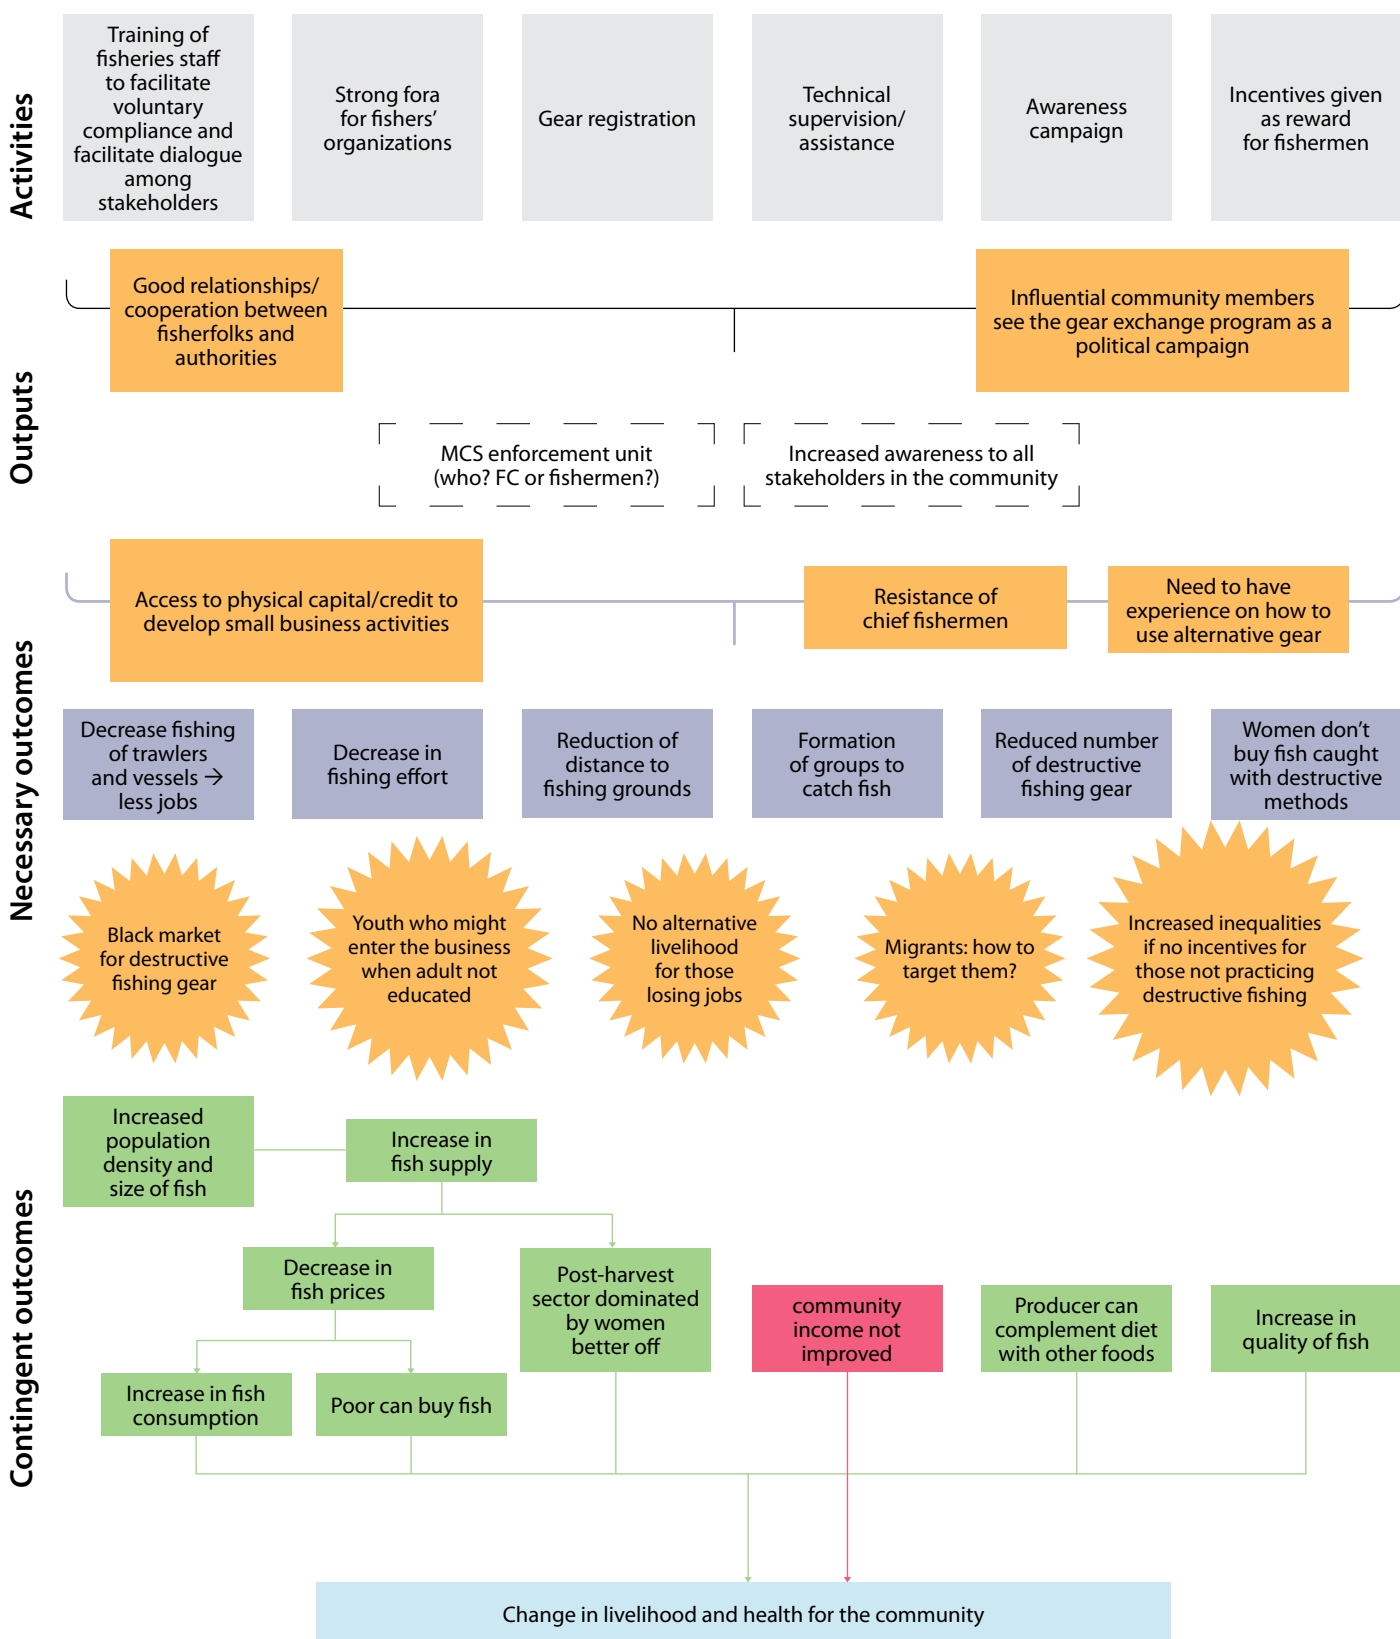 Activities
Training of
fisheries staff
to facilitate
voluntary
compliance and
facilitate dialogue
among
stakeholders
Strong fora
for fishers'
organizations
Gear registration
Technical
supervision/
assistance
Awareness
campaign
Incentives given
as reward
for fishermen
Outputs
Good relationships/
cooperation between
fisherfolks and
authorities
Influential community members
see the gear exchange program as a
political campaign
MCS enforcement unit
(who? FC or fishermen?)
Increased awareness to all
stakeholders in the community
Necessary outcomes
Access to physical capital/credit to
develop small business activities
Resistance of
chief fishermen
Need to have
experience on how to
use alternative gear
Decrease fishing
of trawlers
and vessels →
less jobs
Decrease in
fishing effort
Reduction of
distance to
fishing grounds
Formation
of groups to
catch fish
Reduced number
of destructive
fishing gear
Women don't
buy fish caught
with destructive
methods
Black market
for destructive
fishing gear
Youth who might
enter the business
when adult not
educated
No alternative
livelihood
for those
losing jobs
Migrants: how to
target them?
Increased inequalities
if no incentives for
those not practicing
destructive fishing
Contingent outcomes
Increased
population
density and
size of fish
Increase in
fish supply
Decrease in
fish prices
Post-harvest
sector dominated
by women
better off
community
income not
improved
Producer can
complement diet
with other foods
Increase in
quality of fish
Increase in fish
consumption
Poor can buy fish
Change in livelihood and health for the community